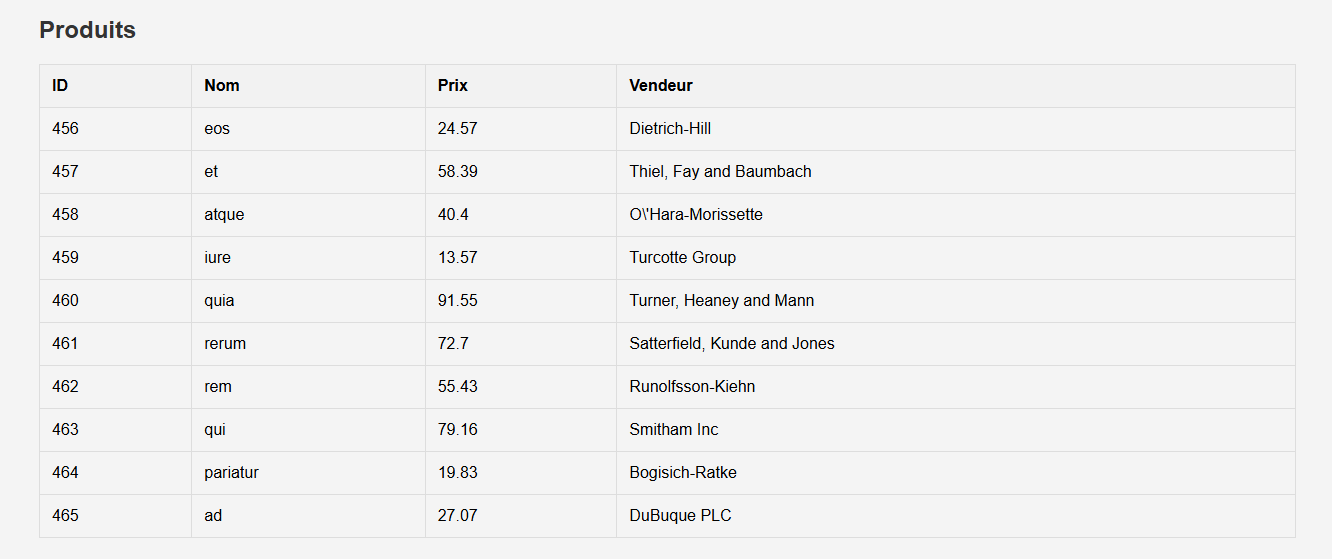 Produits
ID Nom Prix Vendeur
456 eos 24.57 Dietrich-Hill
457 et 58.39 Thiel, Fay and Baumbach
458 atque 40.4 O\'Hara-Morissette
459 iure 13.57 Turcotte Group
460 quia 91.55 Turner, Heaney and Mann
461 rerum 72.7 Satterfield, Kunde and Jones
462 rem 55.43 Runolfsson-Kiehn
463 qui 79.16 Smitham Inc
464 pariatur 19.83 Bogisich-Ratke
465 ad 27.07 DuBuque PLC